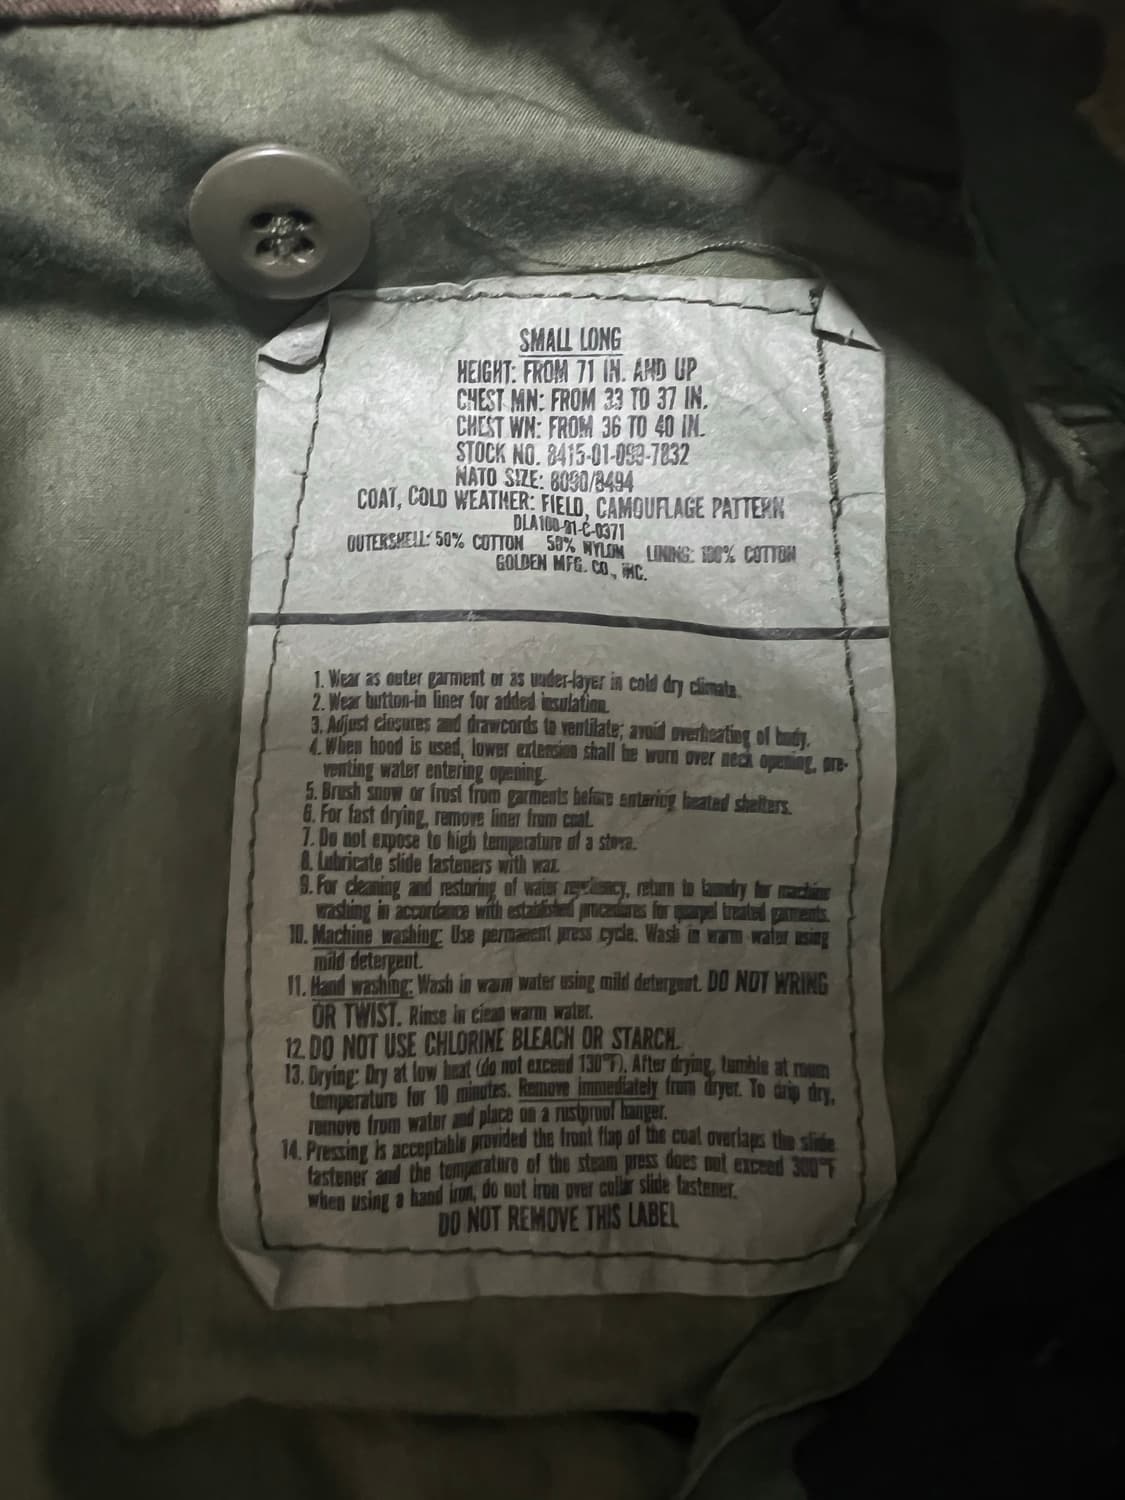 SMALL LONG
HEIGHT: FROM 71 IN. AND UP
CHEST MN: FROM 33 TO 37 IN.
CHEST WN: FROM 36 TO 40 IN.
STOCK NO. 8415-01-099-7832
NATO SIZE: 8090/8494
COAT, COLD WEATHER: FIELD, CAMOUFLAGE PATTERN
DLA100-91-C-0371
OUTERSHELL: 50% COTTON 50% NYLON LINING: 100% COTTON
GOLDEN MFG. CO., INC.
1. Wear as outer garment or as under-layer in cold dry climate.
2. Wear button-in liner for added insulation.
3. Adjust closures and drawcords to ventilate; avoid overheating of body.
4. When hood is used, lower extension shall be worn over neck opening, pre-
venting water entering opening.
5. Brush snow or frost from garments before entering heated shelters.
6. For fast drying, remove liner from coat.
7. Do not expose to high temperature of a stove.
8. Lubricate slide fasteners with wax.
9. For cleaning and restoring of water repellency, return to laundry for machine
washing in accordance with established procedures for quarpel treated garments.
10. Machine washing: Use permanent press cycle. Wash in warm water using
mild detergent.
11. Hand washing: Wash in warm water using mild detergent. DO NOT WRING
OR TWIST. Rinse in clean warm water.
12. DO NOT USE CHLORINE BLEACH OR STARCH.
13. Drying: Dry at low heat (do not exceed 130°F). After drying, tumble at room
temperature for 10 minutes. Remove immediately from dryer. To drip dry,
remove from water and place on a rustproof hanger.
14. Pressing is acceptable provided the front flap of the coat overlaps the slide
fastener and the temperature of the steam press does not exceed 300°F
when using a hand iron, do not iron over collar slide fastener.
DO NOT REMOVE THIS LABEL